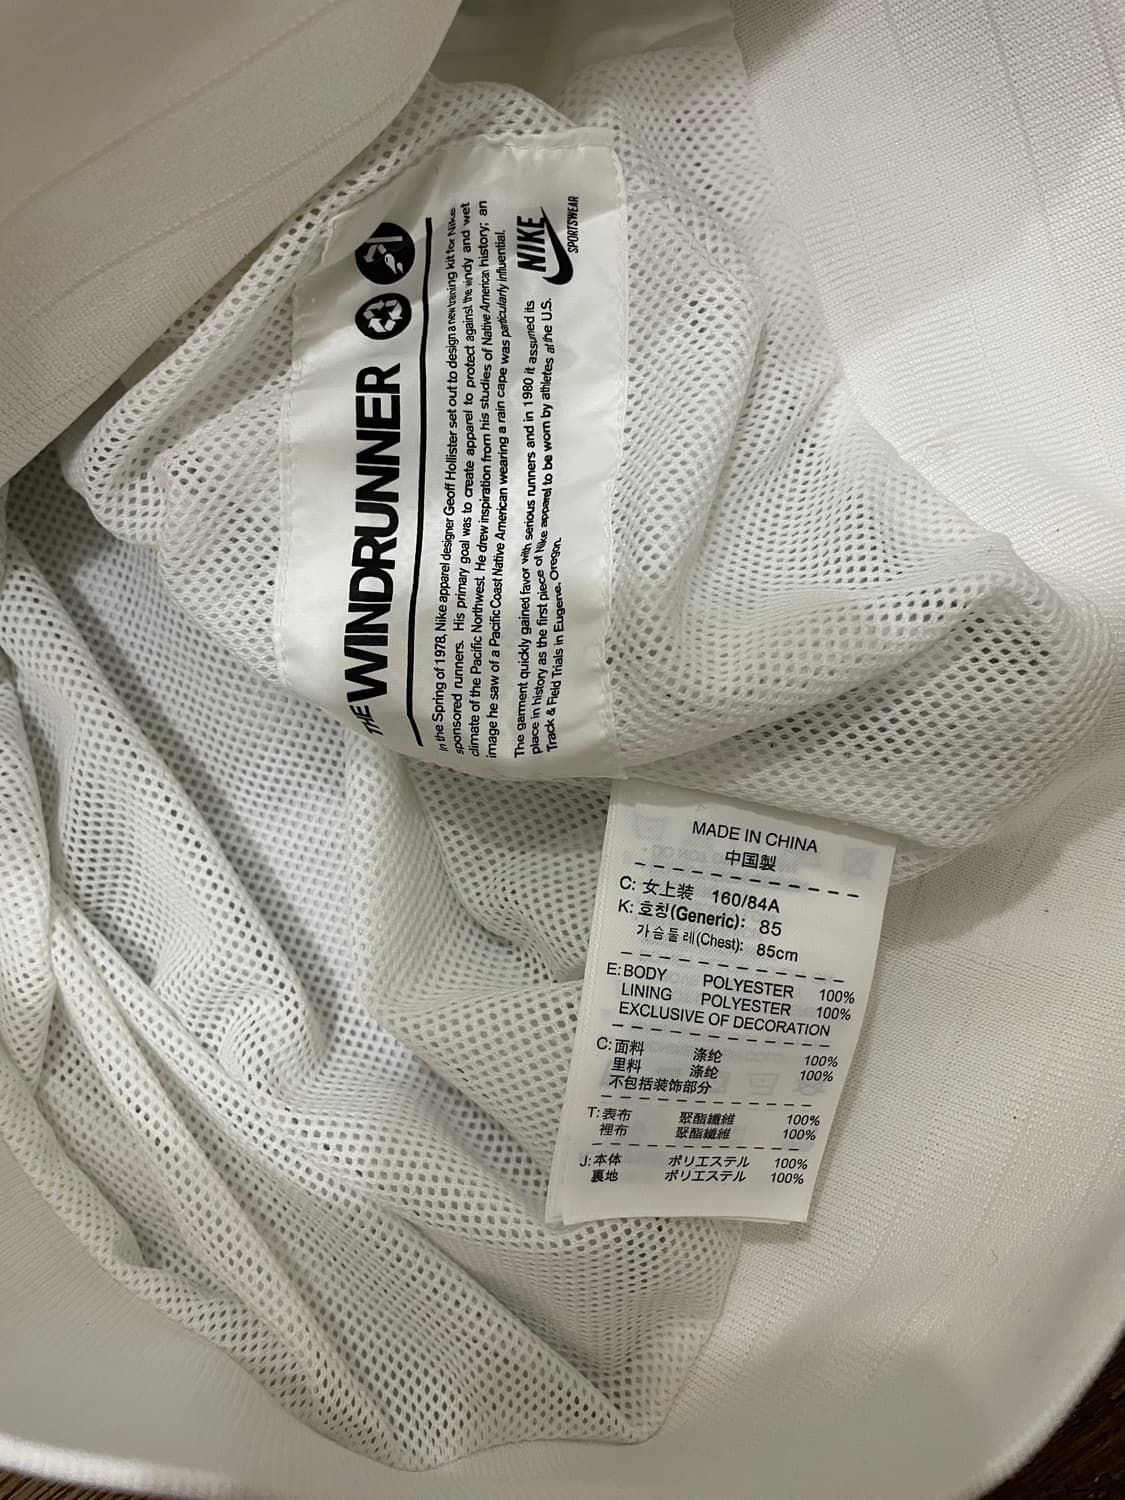 THE WINDRUNNER
In the Spring of 1978, Nike apparel designer Geoff Hollister set out to design a new training kit for Nike
sponsored runners. His primary goal was to create apparel to protect against the windy and wet
climate of the Pacific Northwest. He drew inspiration from his studies of Native American history; an
image he saw of a Pacific Coast Native American wearing a rain cape was particularly influential.
The garment quickly gained favor with serious runners and in 1980 it assumed its
place in history as the first piece of Nike apparel to be worn by athletes at the U.S.
Track & Field Trials in Eugene, Oregon.
NIKE
SPORTSWEAR
MADE IN CHINA
中国製
C: 女上装 160/84A
K: 호칭(Generic): 85
가슴둘레(Chest): 85cm
E: BODY POLYESTER 100%
LINING POLYESTER 100%
EXCLUSIVE OF DECORATION
C: 面料 涤纶 100%
里料 涤纶 100%
不包括装饰部分
T: 表布 聚酯纖維 100%
裡布 聚酯纖維 100%
J: 本体 ポリエステル 100%
裏地 ポリエステル 100%